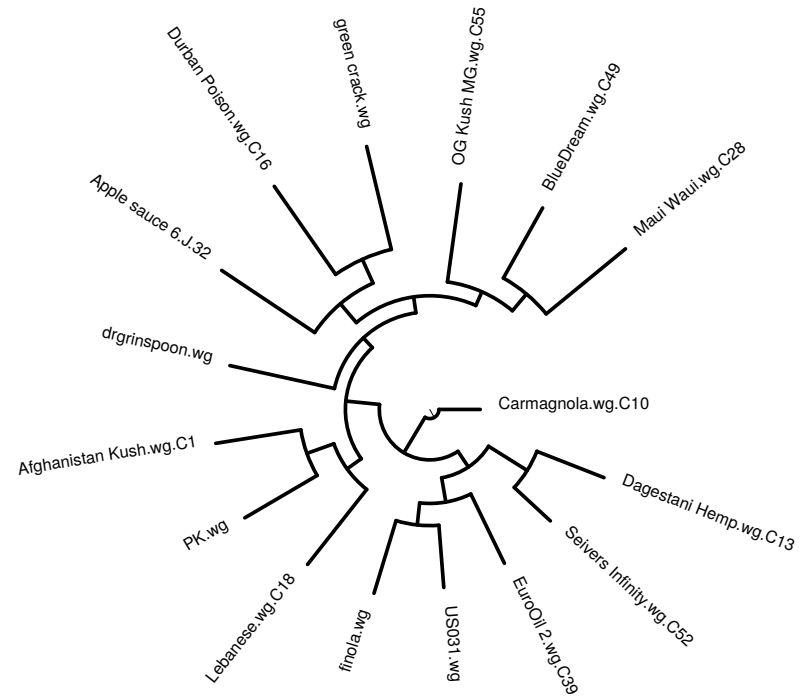 green crack.wg
OG Kush MG.wg.C55
Durban Poison.wg.C16
BlueDream.wg.C49
Maui Waui.wg.C28
Apple sauce 6.J.32
drgrinspoon.wg
Carmagnola.wg.C10
Afghanistan Kush.wg.C1
Dagestani Hemp.wg.C13
PK.wg
Seivers Infinity.wg.C52
Lebanese.wg.C18
finola.wg
US031.wg
EuroOil 2.wg.C39